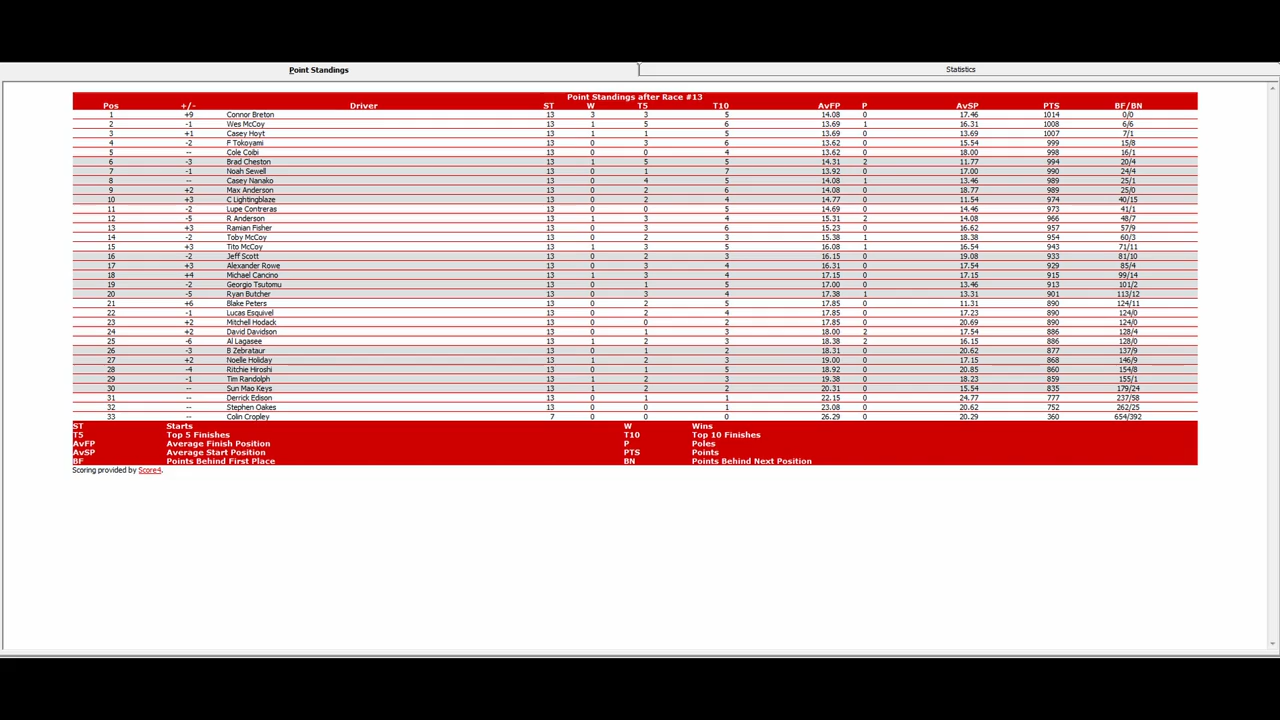 Point Standings Statistics
Point Standings after Race #13
Pos +/- Driver ST W T5 T10 AvFP P AvSP PTS BF/BN
1 +9 Connor Breton 13 3 3 5 14.08 0 17.46 1014 0/0
2 -1 Wes McCoy 13 1 5 6 13.69 1 16.31 1008 6/6
3 +1 Casey Hoyt 13 1 1 5 13.69 0 13.69 1007 7/1
4 -2 F Tokoyami 13 0 3 6 13.62 0 15.54 999 15/8
5 -- Cole Coibi 13 0 0 4 13.62 0 18.00 998 16/1
6 -3 Brad Cheston 13 1 5 5 14.31 2 11.77 994 20/4
7 -1 Noah Sewell 13 0 1 7 13.92 0 17.00 990 24/4
8 -- Casey Nanako 13 0 4 5 14.08 1 13.46 989 25/1
9 +2 Max Anderson 13 0 2 6 14.08 0 18.77 989 25/0
10 +3 C Lightingblaze 13 0 2 4 14.77 0 11.54 974 40/15
11 -2 Lupe Contreras 13 0 0 5 14.69 0 14.46 973 41/1
12 -5 R Anderson 13 1 3 4 15.31 2 14.08 966 48/7
13 +3 Ramian Fisher 13 0 3 6 15.23 0 16.62 957 57/9
14 -2 Toby McCoy 13 0 2 3 15.38 1 18.38 954 60/3
15 +3 Tito McCoy 13 1 3 5 16.08 1 16.54 943 71/11
16 -2 Jeff Scott 13 0 2 3 16.15 0 19.08 933 81/10
17 +3 Alexander Rowe 13 0 3 4 16.31 0 17.54 929 85/4
18 +4 Michael Cancino 13 1 3 4 17.15 0 17.15 915 99/14
19 -2 Georgio Tsutomu 13 0 1 5 17.00 0 13.46 913 101/2
20 -5 Ryan Butcher 13 0 3 4 17.38 1 13.31 901 113/12
21 +6 Blake Peters 13 0 2 5 17.85 0 11.31 890 124/11
22 -1 Lucas Esquivel 13 0 2 4 17.85 0 17.23 890 124/0
23 +2 Mitchell Hodack 13 0 0 2 17.85 0 20.69 890 124/0
24 +2 David Davidson 13 0 1 3 18.00 2 17.54 886 128/4
25 -6 Al Lagasee 13 1 2 4 18.38 2 16.15 886 128/0
26 -3 B Zebrataur 13 0 1 2 18.31 0 20.62 877 137/9
27 +2 Noelle Holiday 13 1 2 3 19.00 0 17.15 868 146/9
28 -4 Ritchie Hiroshi 13 0 1 2 18.92 0 20.85 860 154/8
29 -1 Tim Randolph 13 1 2 3 19.38 0 18.23 859 155/1
30 -- Sun Mao Keys 13 1 2 2 20.31 0 15.54 835 179/24
31 -- Derrick Edison 13 0 1 1 22.15 0 24.77 777 237/58
32 -- Stephen Oakes 13 0 0 1 23.08 0 20.62 752 262/25
33 -- Colin Cropley 7 0 0 0 26.29 0 20.29 360 654/392
ST Starts W Wins
T5 Top 5 Finishes T10 Top 10 Finishes
AvFP Average Finish Position P Poles
AvSP Average Start Position PTS Points
BF Points Behind First Place BN Points Behind Next Position
Scoring provided by Score4.